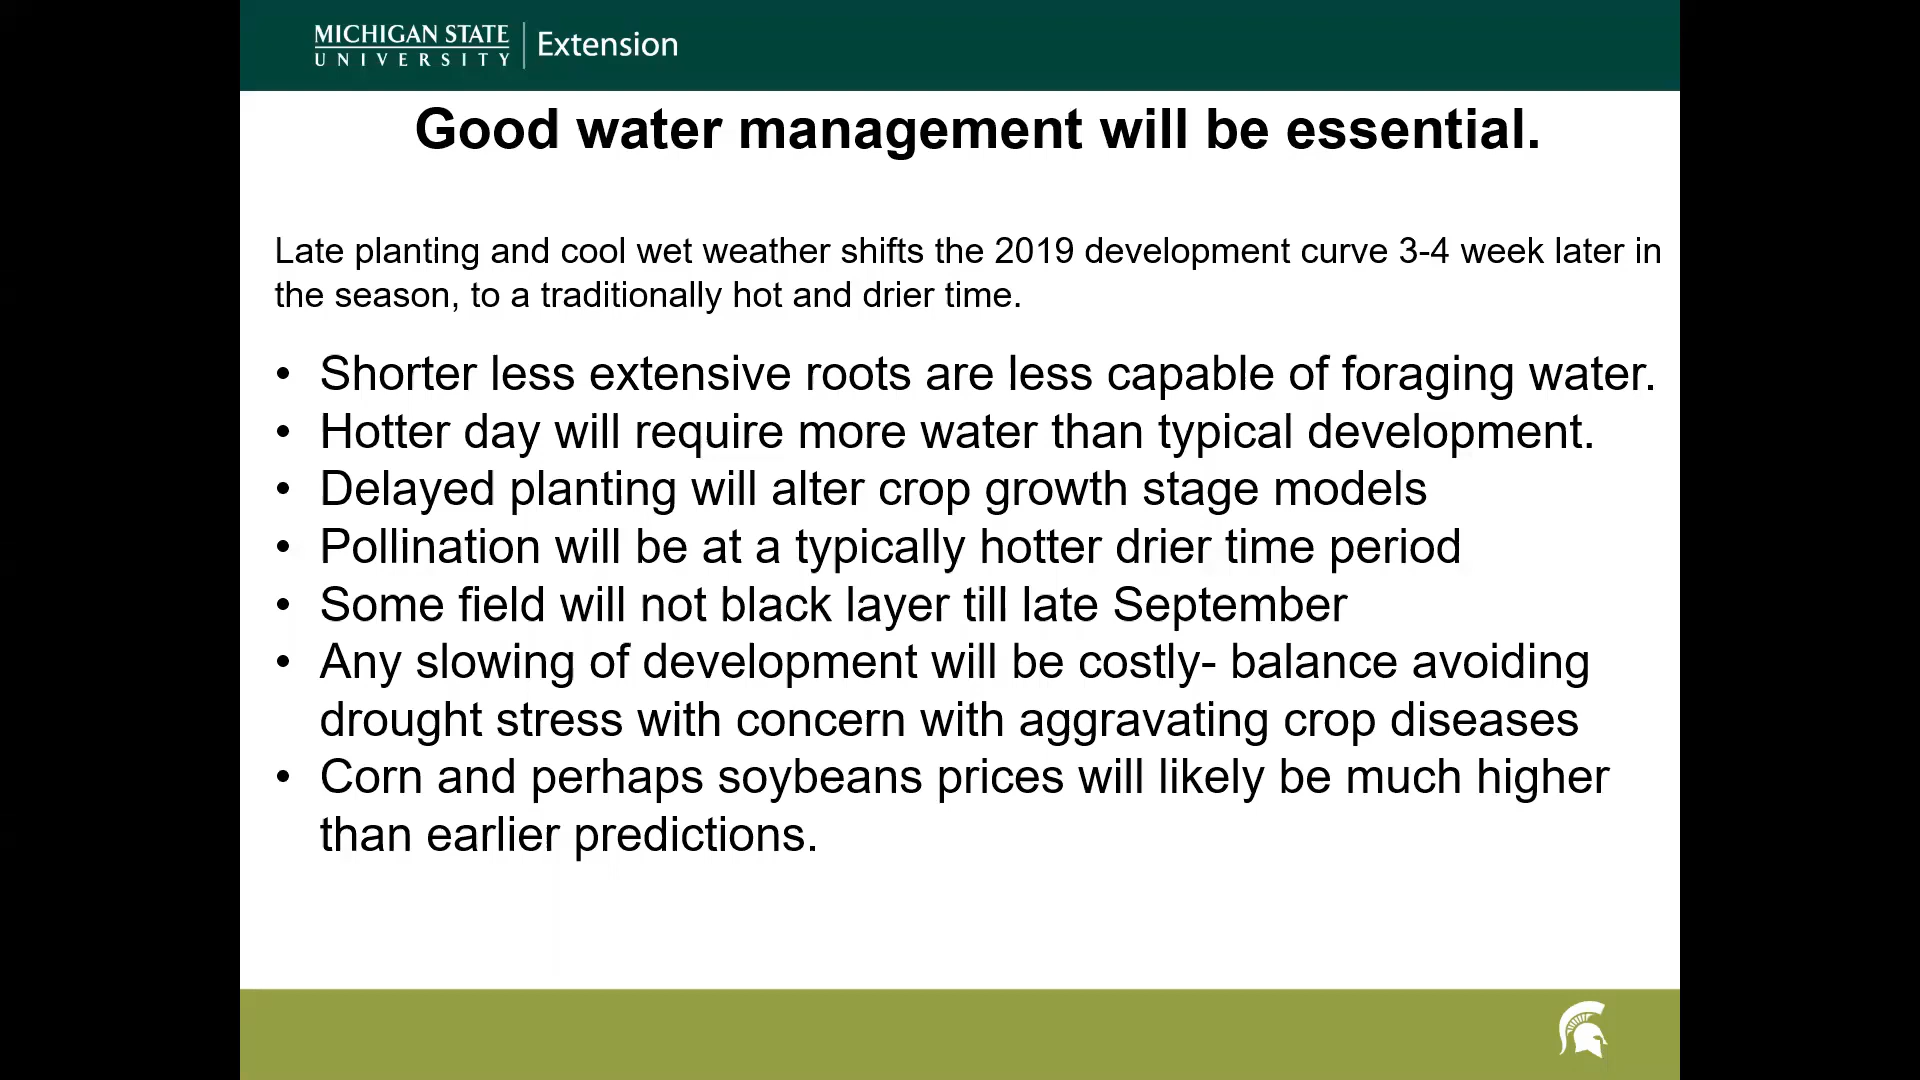 MICHIGAN STATE
UNIVERSITY
Extension
Good water management will be essential.
Late planting and cool wet weather shifts the 2019 development curve 3-4 week later in
the season, to a traditionally hot and drier time.
• Shorter less extensive roots are less capable of foraging water.
• Hotter day will require more water than typical development.
• Delayed planting will alter crop growth stage models
• Pollination will be at a typically hotter drier time period
• Some field will not black layer till late September
• Any slowing of development will be costly- balance avoiding
drought stress with concern with aggravating crop diseases
• Corn and perhaps soybeans prices will likely be much higher
than earlier predictions.